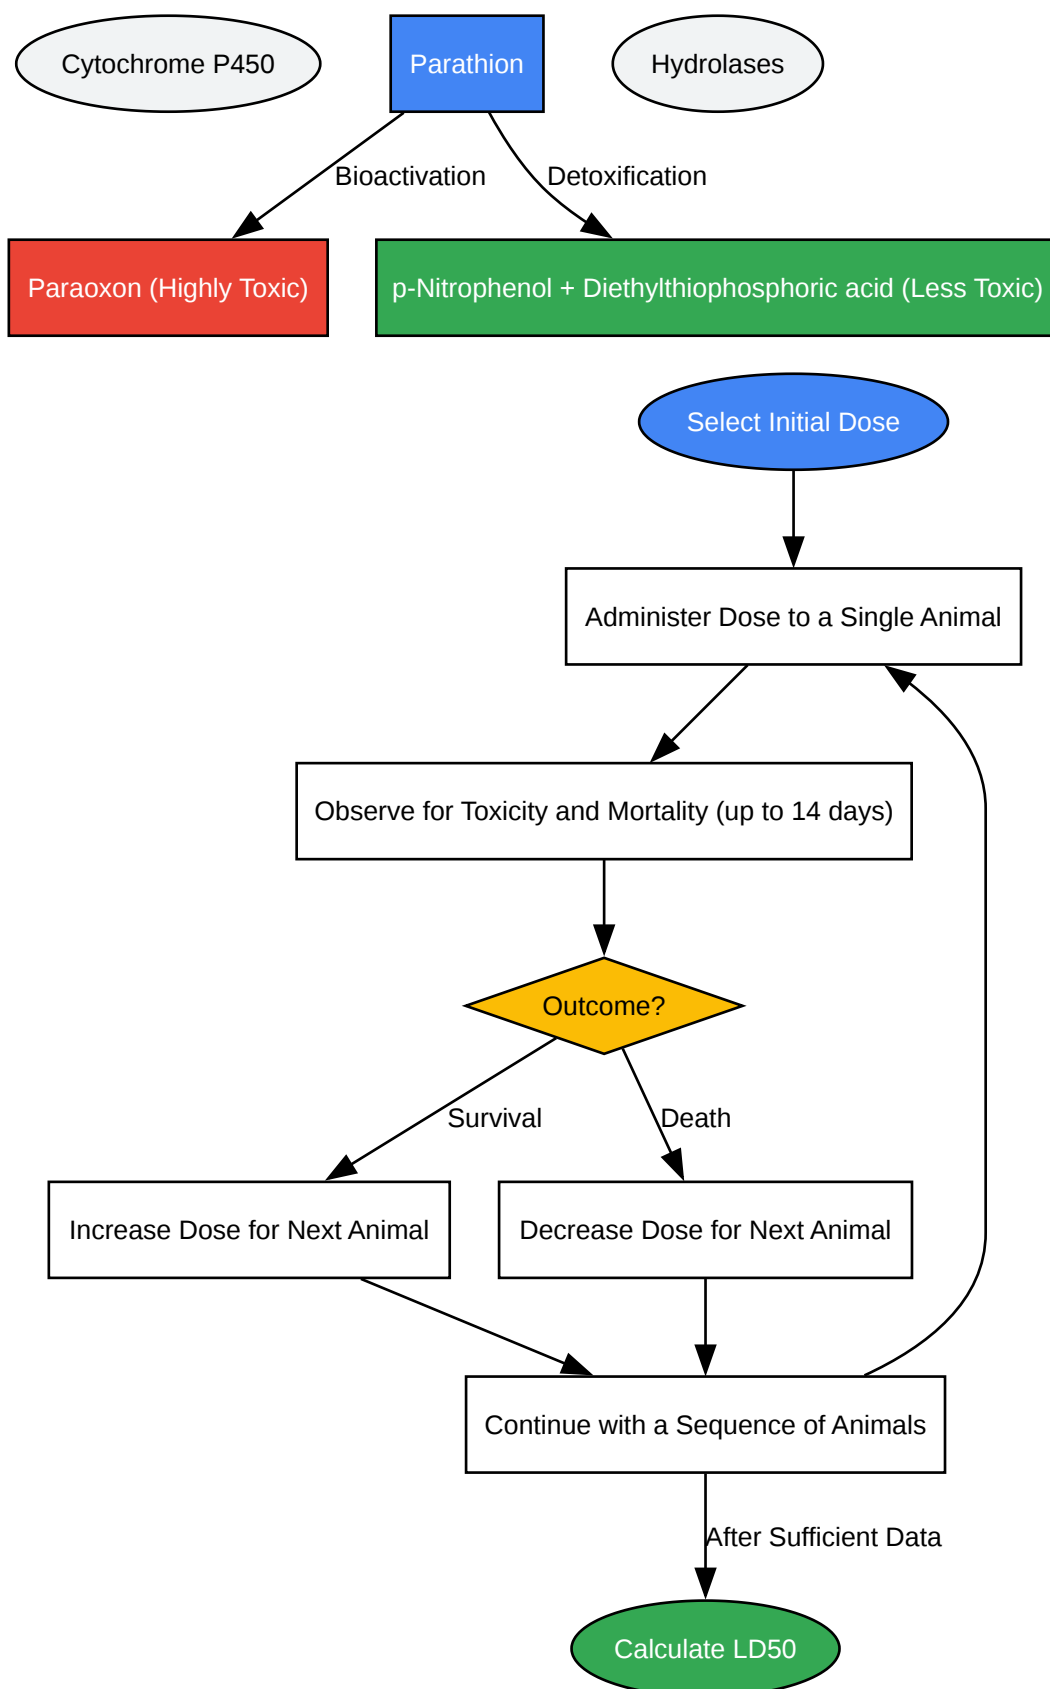 Cytochrome P450
Parathion
Hydrolases
Bioactivation
Detoxification
Paraoxon (Highly Toxic)
p-Nitrophenol + Diethylthiophosphoric acid (Less Toxic)
Select Initial Dose
Administer Dose to a Single Animal
Observe for Toxicity and Mortality (up to 14 days)
Outcome?
Survival
Death
Increase Dose for Next Animal
Decrease Dose for Next Animal
Continue with a Sequence of Animals
After Sufficient Data
Calculate LD50